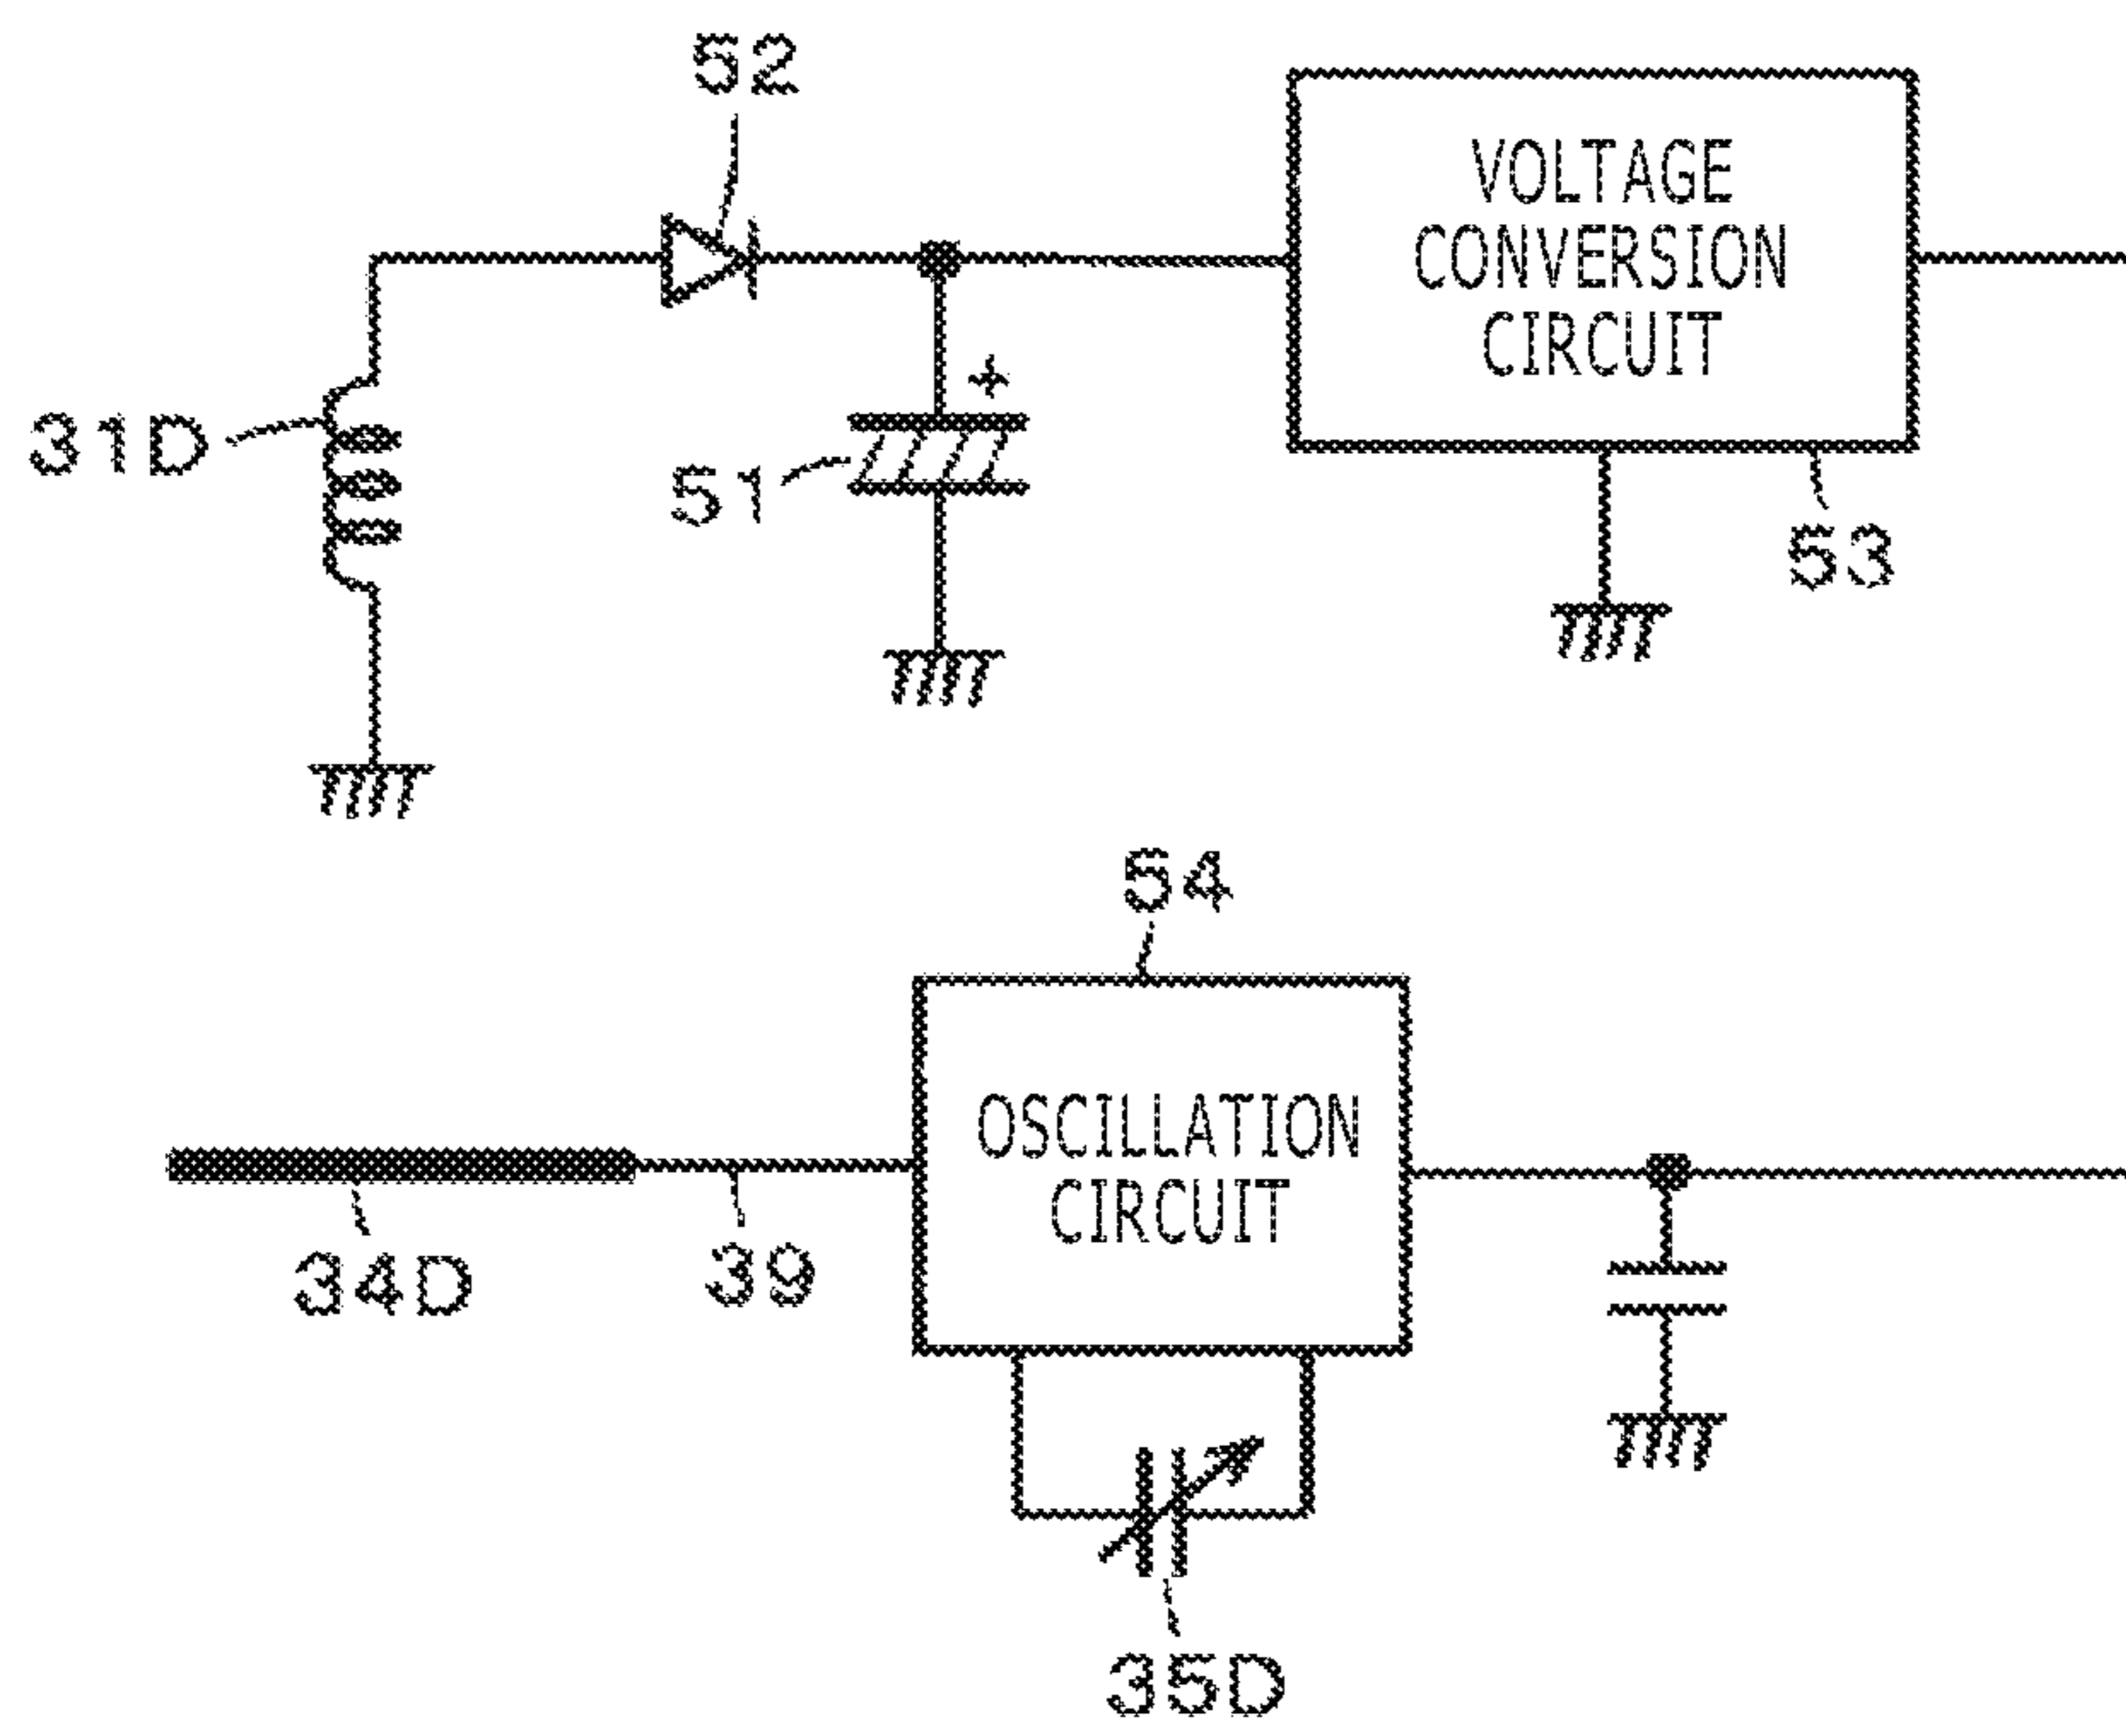 52
VOLTAGE
CONVERSION
CIRCUIT
31D
+
51
53
54
OSCILLATION
CIRCUIT
34D
39
35D